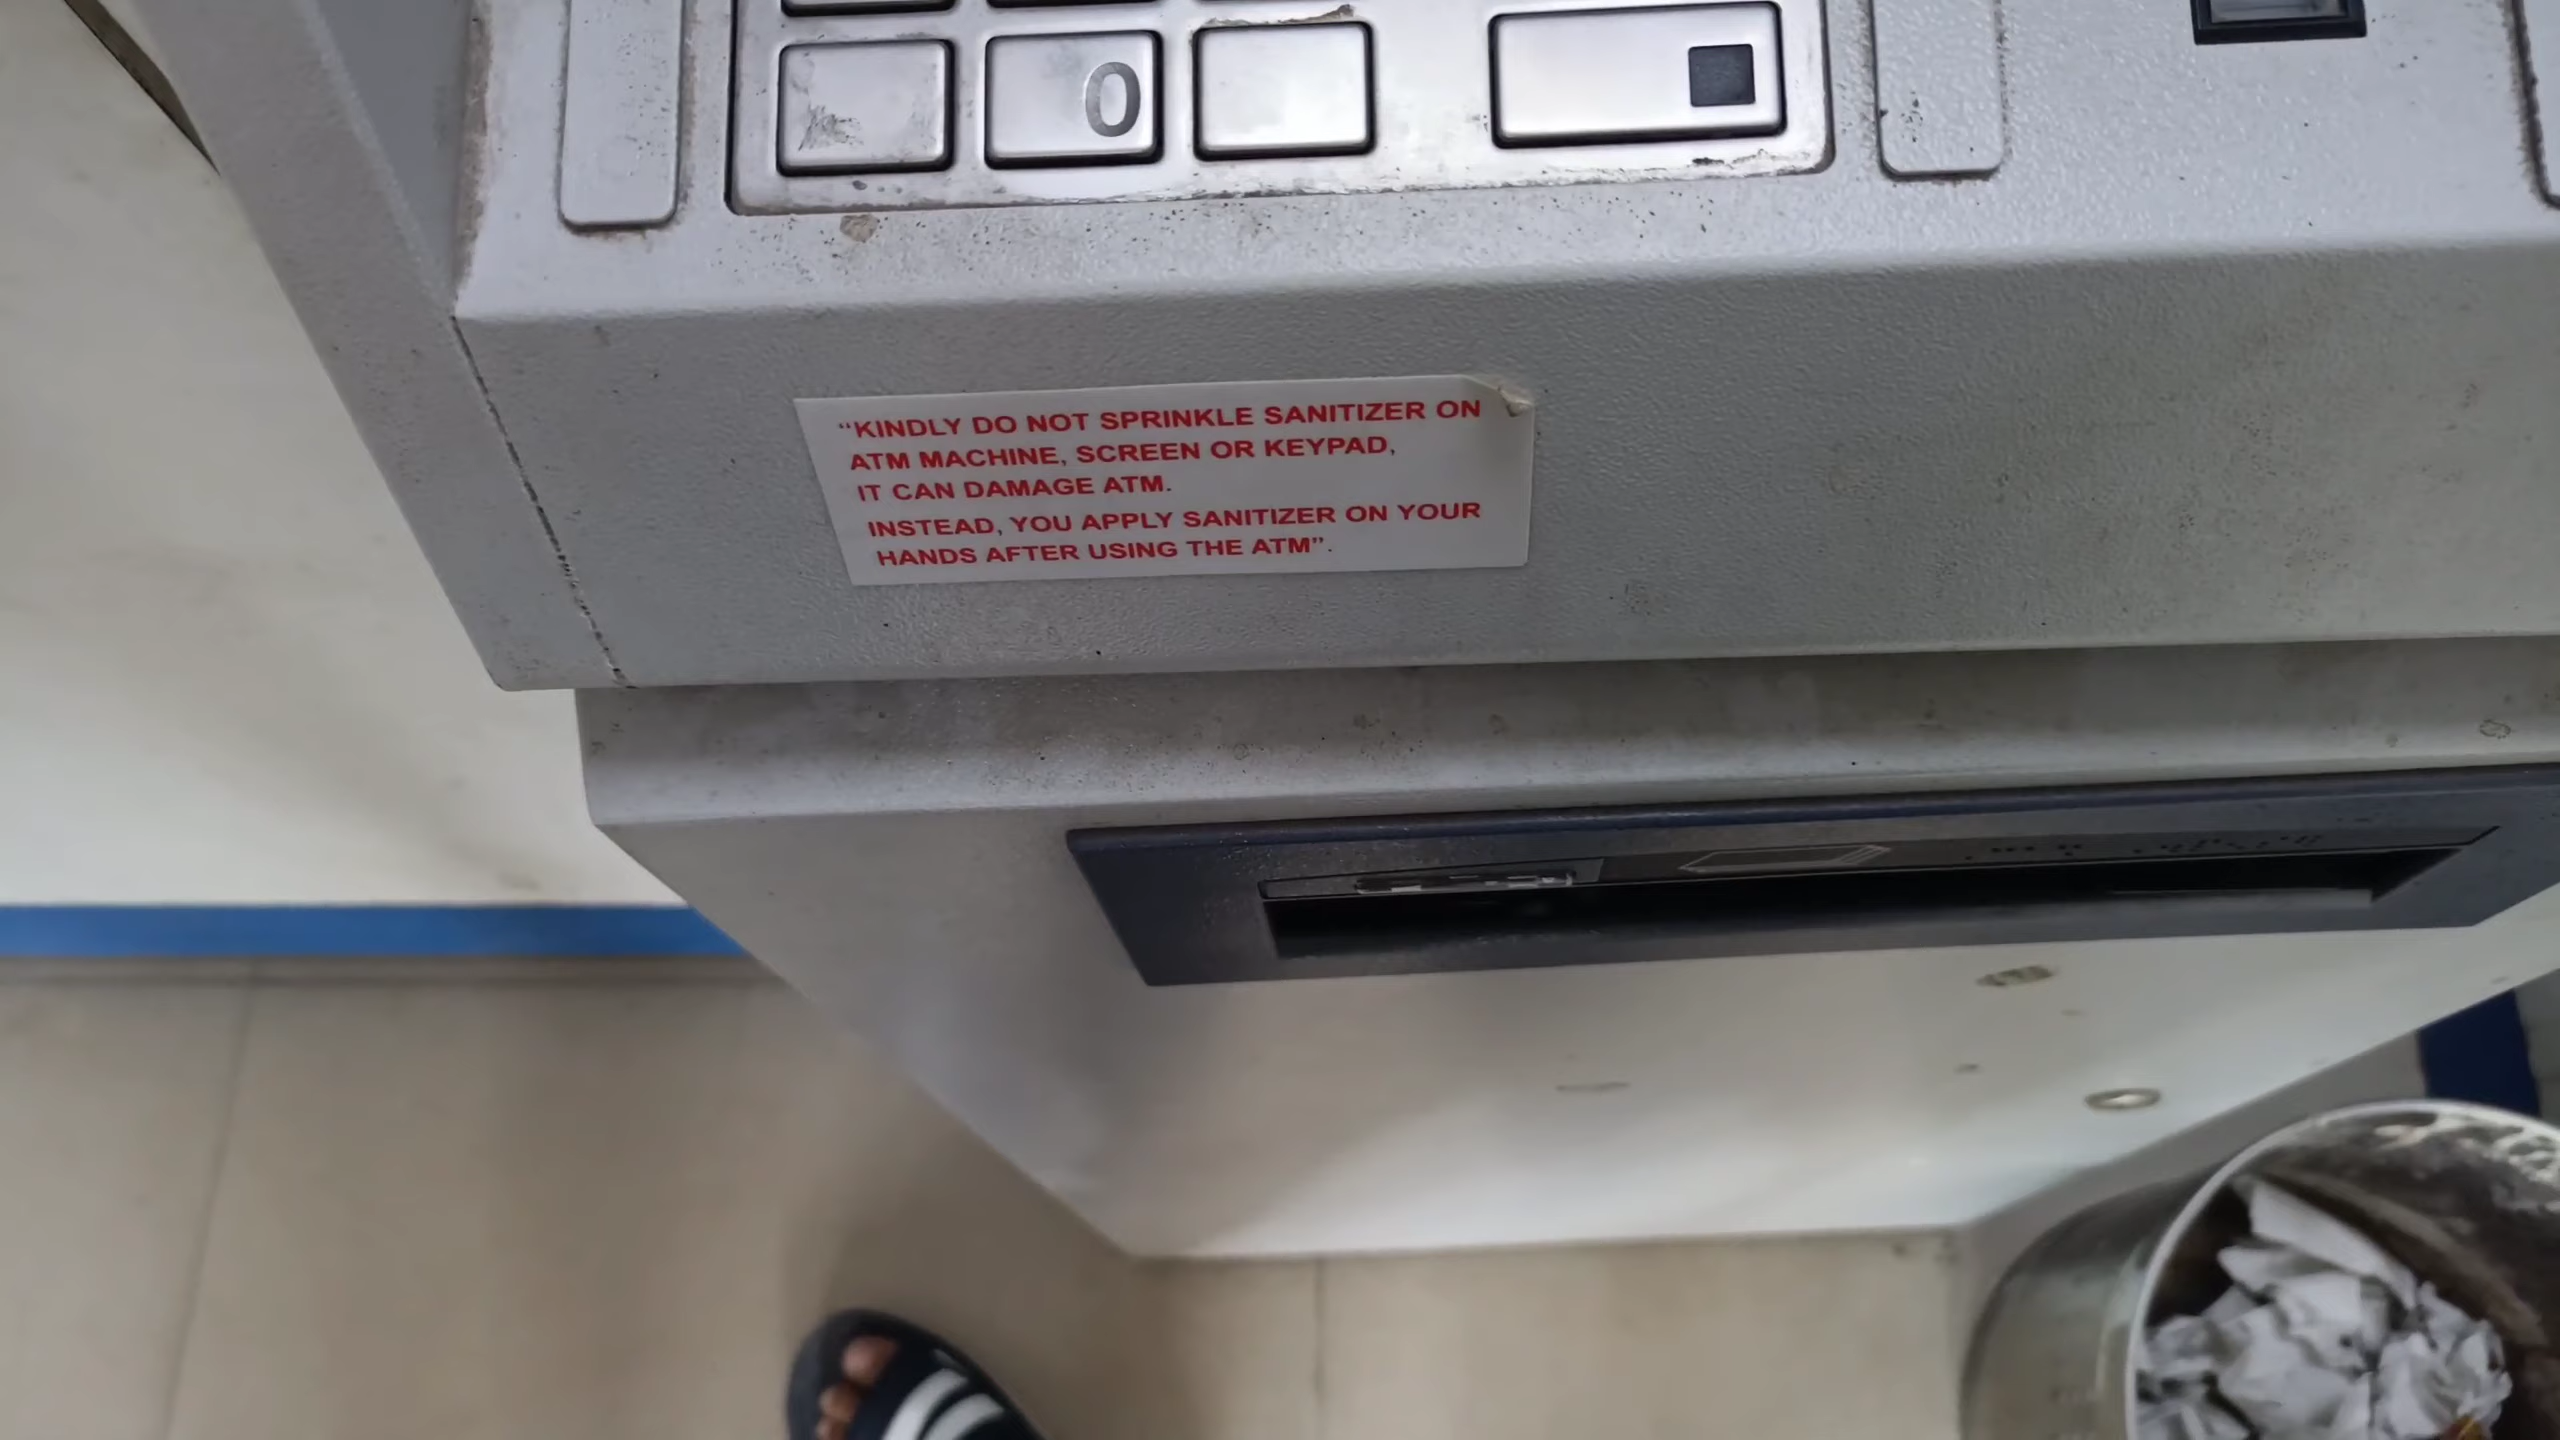 0
“KINDLY DO NOT SPRINKLE SANITIZER ON
ATM MACHINE, SCREEN OR KEYPAD,
IT CAN DAMAGE ATM.
INSTEAD, YOU APPLY SANITIZER ON YOUR
HANDS AFTER USING THE ATM”.